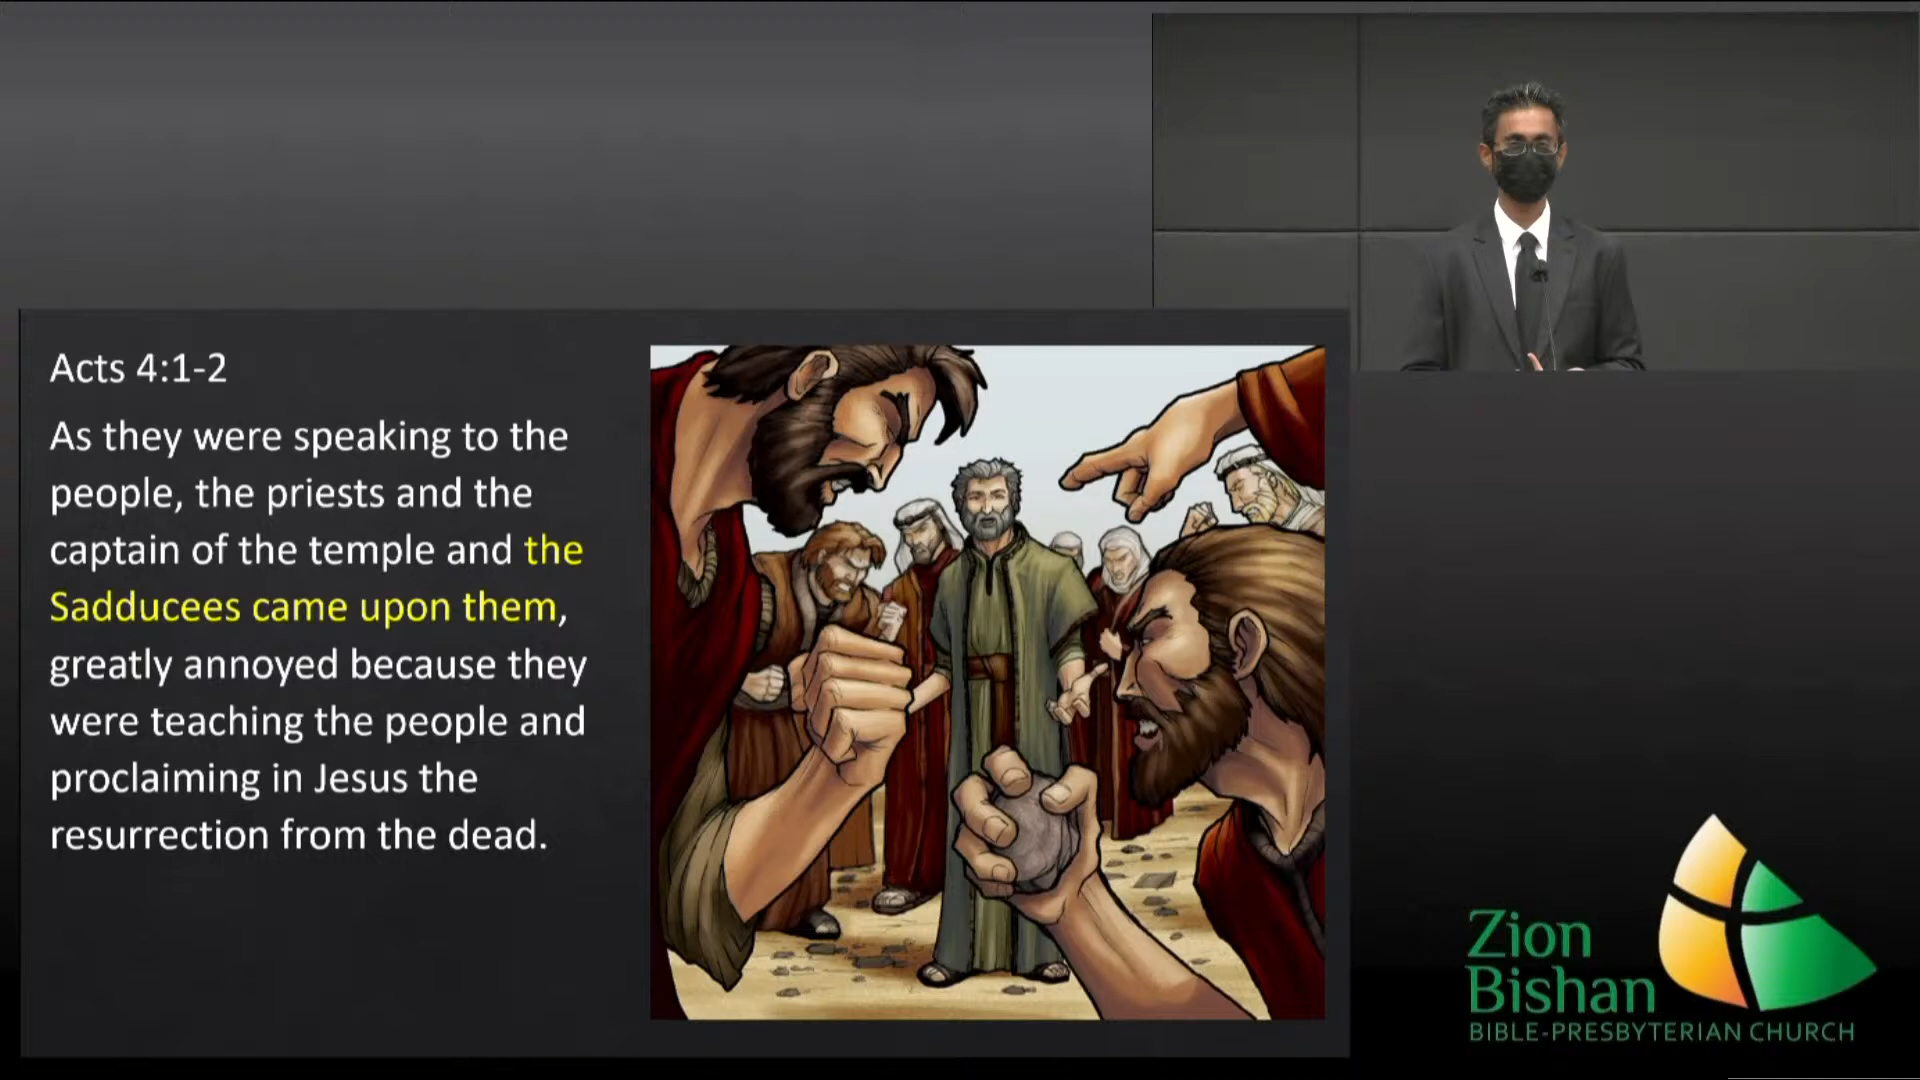 Acts 4:1-2
As they were speaking to the
people, the priests and the
captain of the temple and the
Sadducees came upon them,
greatly annoyed because they
were teaching the people and
proclaiming in Jesus the
resurrection from the dead.
Zion
Bishan
BIBLE-PRESBYTERIAN CHURCH